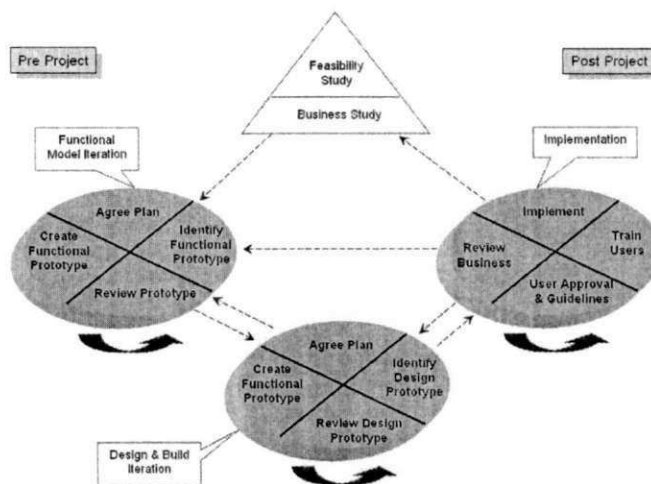 Pre Project
Feasibility
Study
Business Study
Post Project
Functional
Model Iteration
Implementation
Agree Plan
Create
Functional
Prototype
Identify
Functional
Prototype
Review Prototype
Implement
Review
Business
Train
Users
User Approval
& Guidelines
Agree Plan
Create
Functional
Prototype
Identify
Design
Prototype
Review Design
Prototype
Design & Build
Iteration